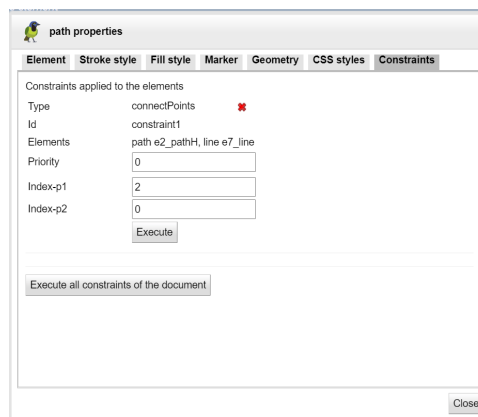 path properties
Element Stroke style Fill style Marker Geometry CSS styles Constraints
Constraints applied to the elements
Type connectPoints
Id constraint1
Elements path e2_pathH, line e7_line
Priority 0
Index-p1 2
Index-p2 0
Execute
Execute all constraints of the document
Close